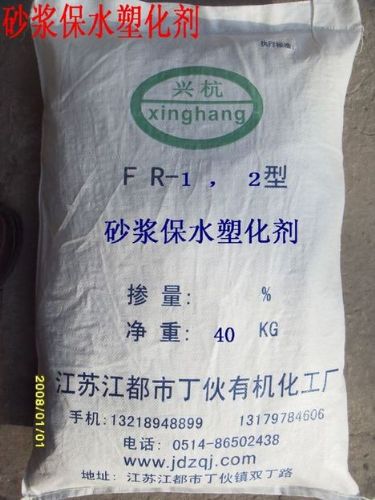 砂浆保水塑化剂
执行标准:
兴杭
xinghang
FR-1，2型
砂浆保水塑化剂
掺量: %
净重: 40 KG
江苏江都市丁伙有机化工厂
手机:13218948899 13179784606
电话: 0514-86502438
www.jdzqj.com
地址: 江苏江都市丁伙镇双丁路
2008/01/01